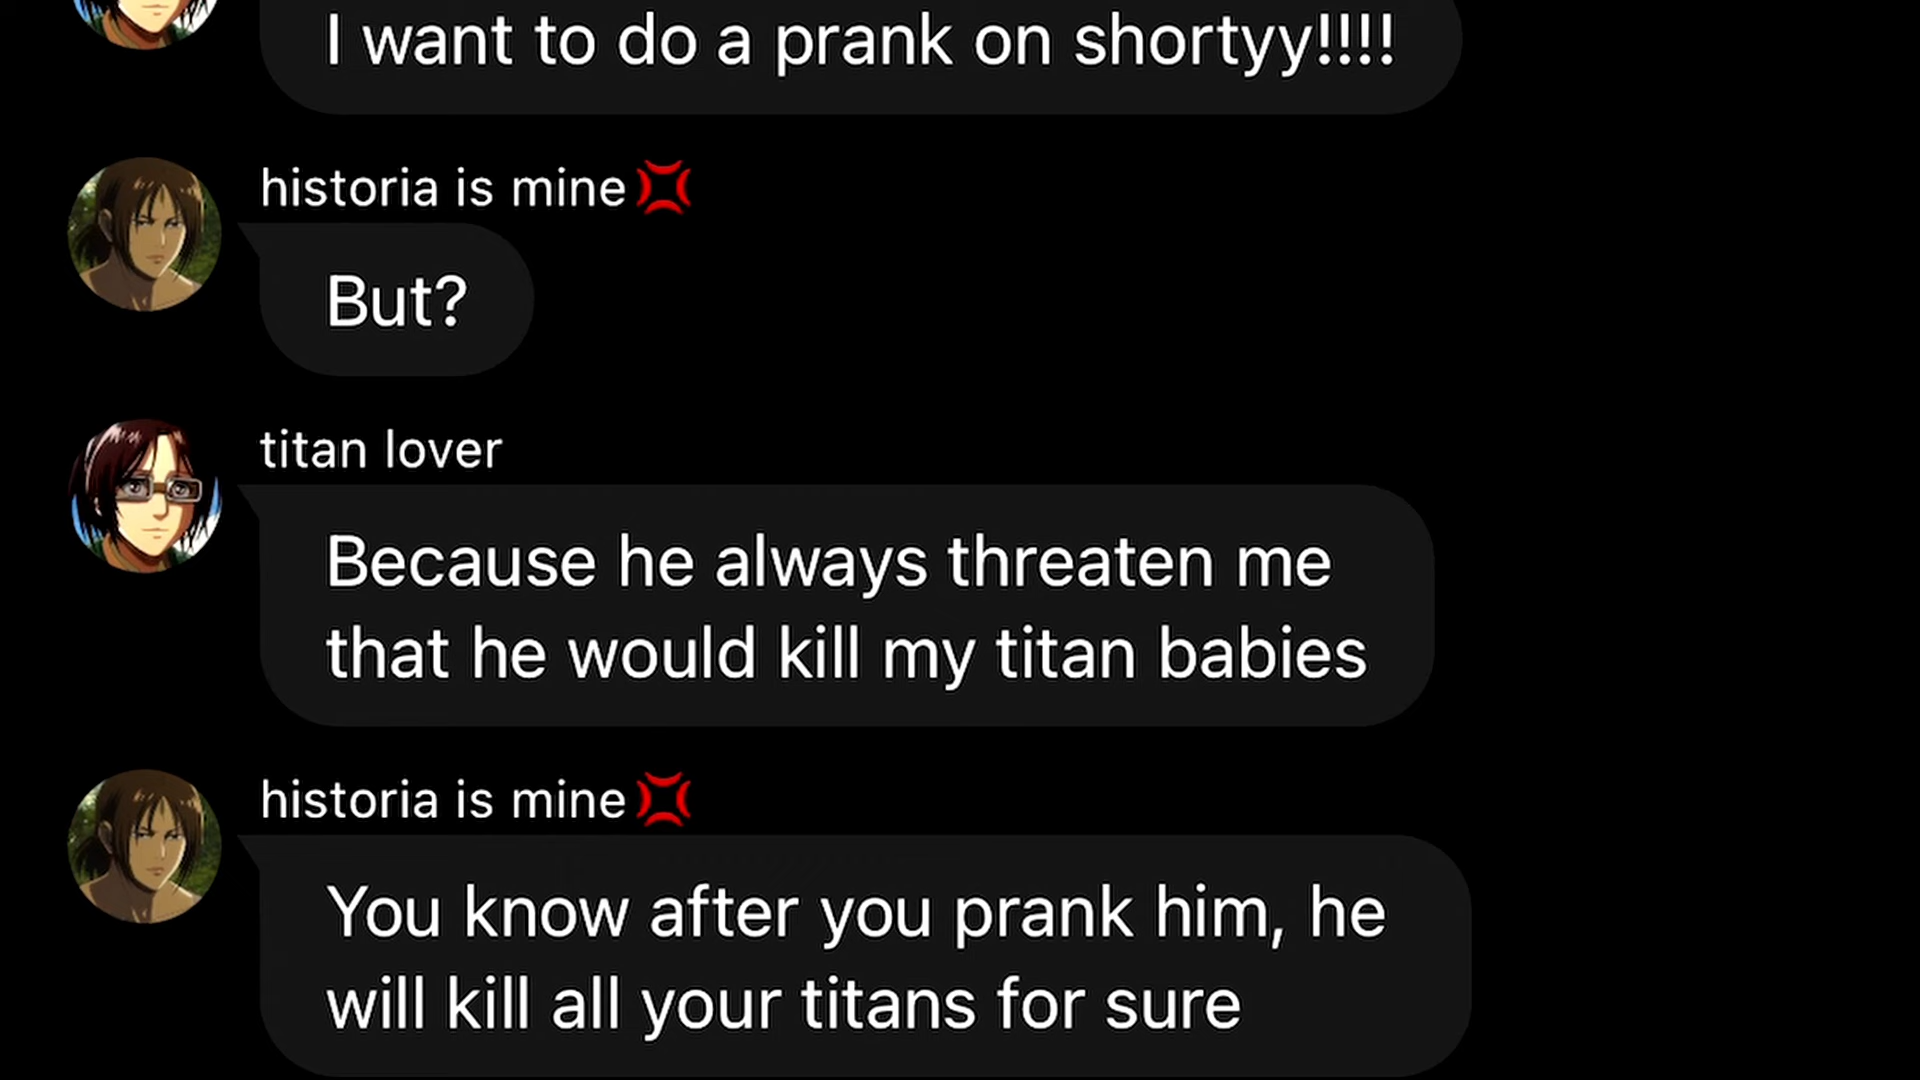 I want to do a prank on shortyy!!!!
historia is mine💢
But?
titan lover
Because he always threaten me
that he would kill my titan babies
historia is mine💢
You know after you prank him, he
will kill all your titans for sure